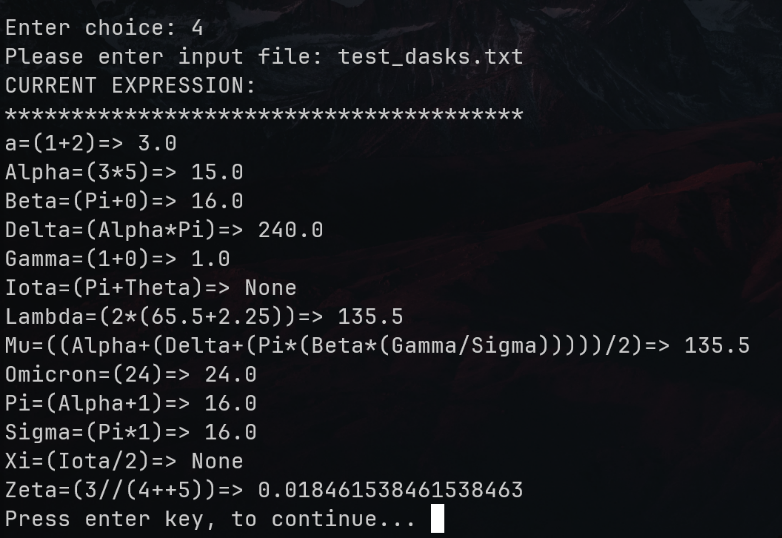 Enter choice: 4
Please enter input file: test_dasks.txt
CURRENT EXPRESSION:
***************************************
a=(1+2)=> 3.0
Alpha=(3*5)=> 15.0
Beta=(Pi+0)=> 16.0
Delta=(Alpha*Pi)=> 240.0
Gamma=(1+0)=> 1.0
Iota=(Pi+Theta)=> None
Lambda=(2*(65.5+2.25))=> 135.5
Mu=((Alpha+(Delta+(Pi*(Beta*(Gamma/Sigma)))))/2)=> 135.5
Omicron=(24)=> 24.0
Pi=(Alpha+1)=> 16.0
Sigma=(Pi*1)=> 16.0
Xi=(Iota/2)=> None
Zeta=(3//(4++5))=> 0.018461538461538463
Press enter key, to continue...